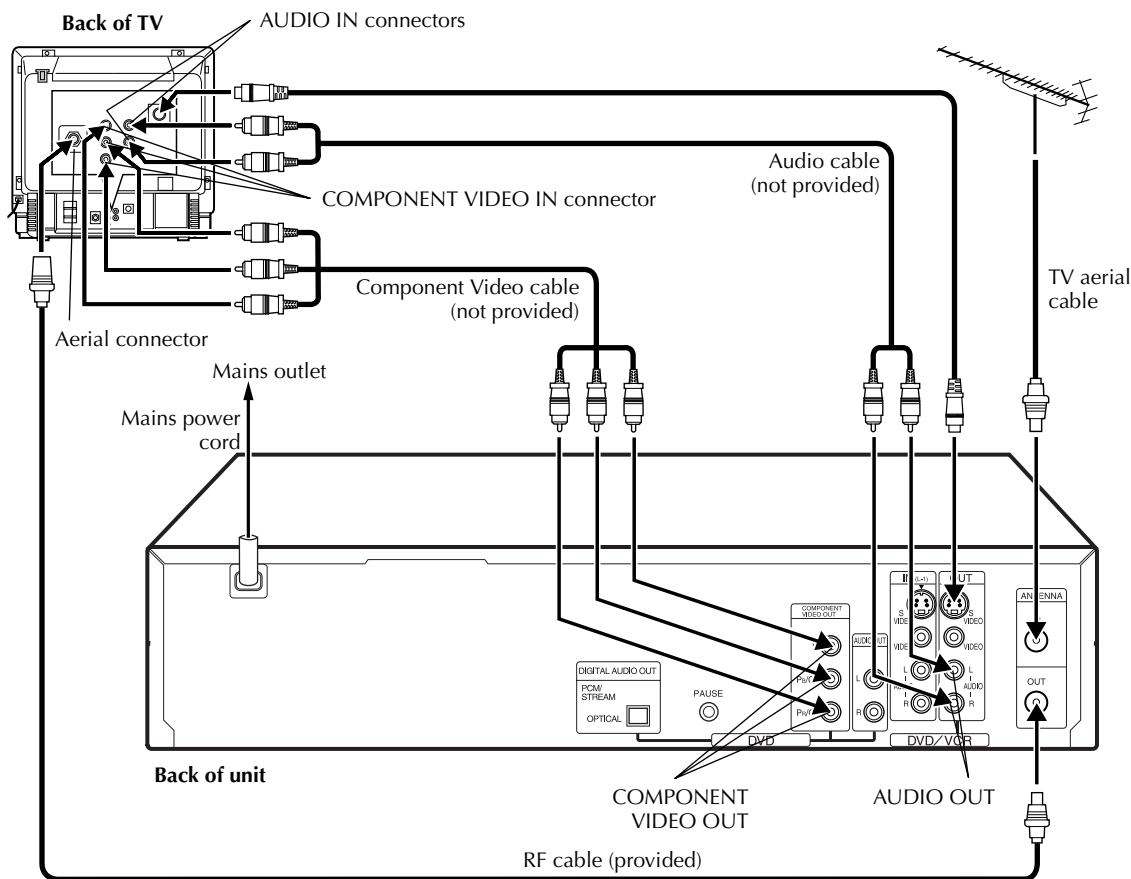 Back of TV
AUDIO IN connectors
Audio cable
(not provided)
COMPONENT VIDEO IN connector
Component Video cable
(not provided)
TV aerial
cable
Aerial connector
Mains outlet
Mains power
cord
IN (L-1)
OUT
S
VIDEO
S
VIDEO
ANTENNA
COMPONENT
VIDEO OUT
AUDIO OUT
VIDEO
L
L
AUDIO
R
R
OUT
DIGITAL AUDIO OUT
PCM/
STREAM
OPTICAL
PAUSE
L
R
DVD
DVD/VCR
Back of unit
COMPONENT
VIDEO OUT
AUDIO OUT
RF cable (provided)